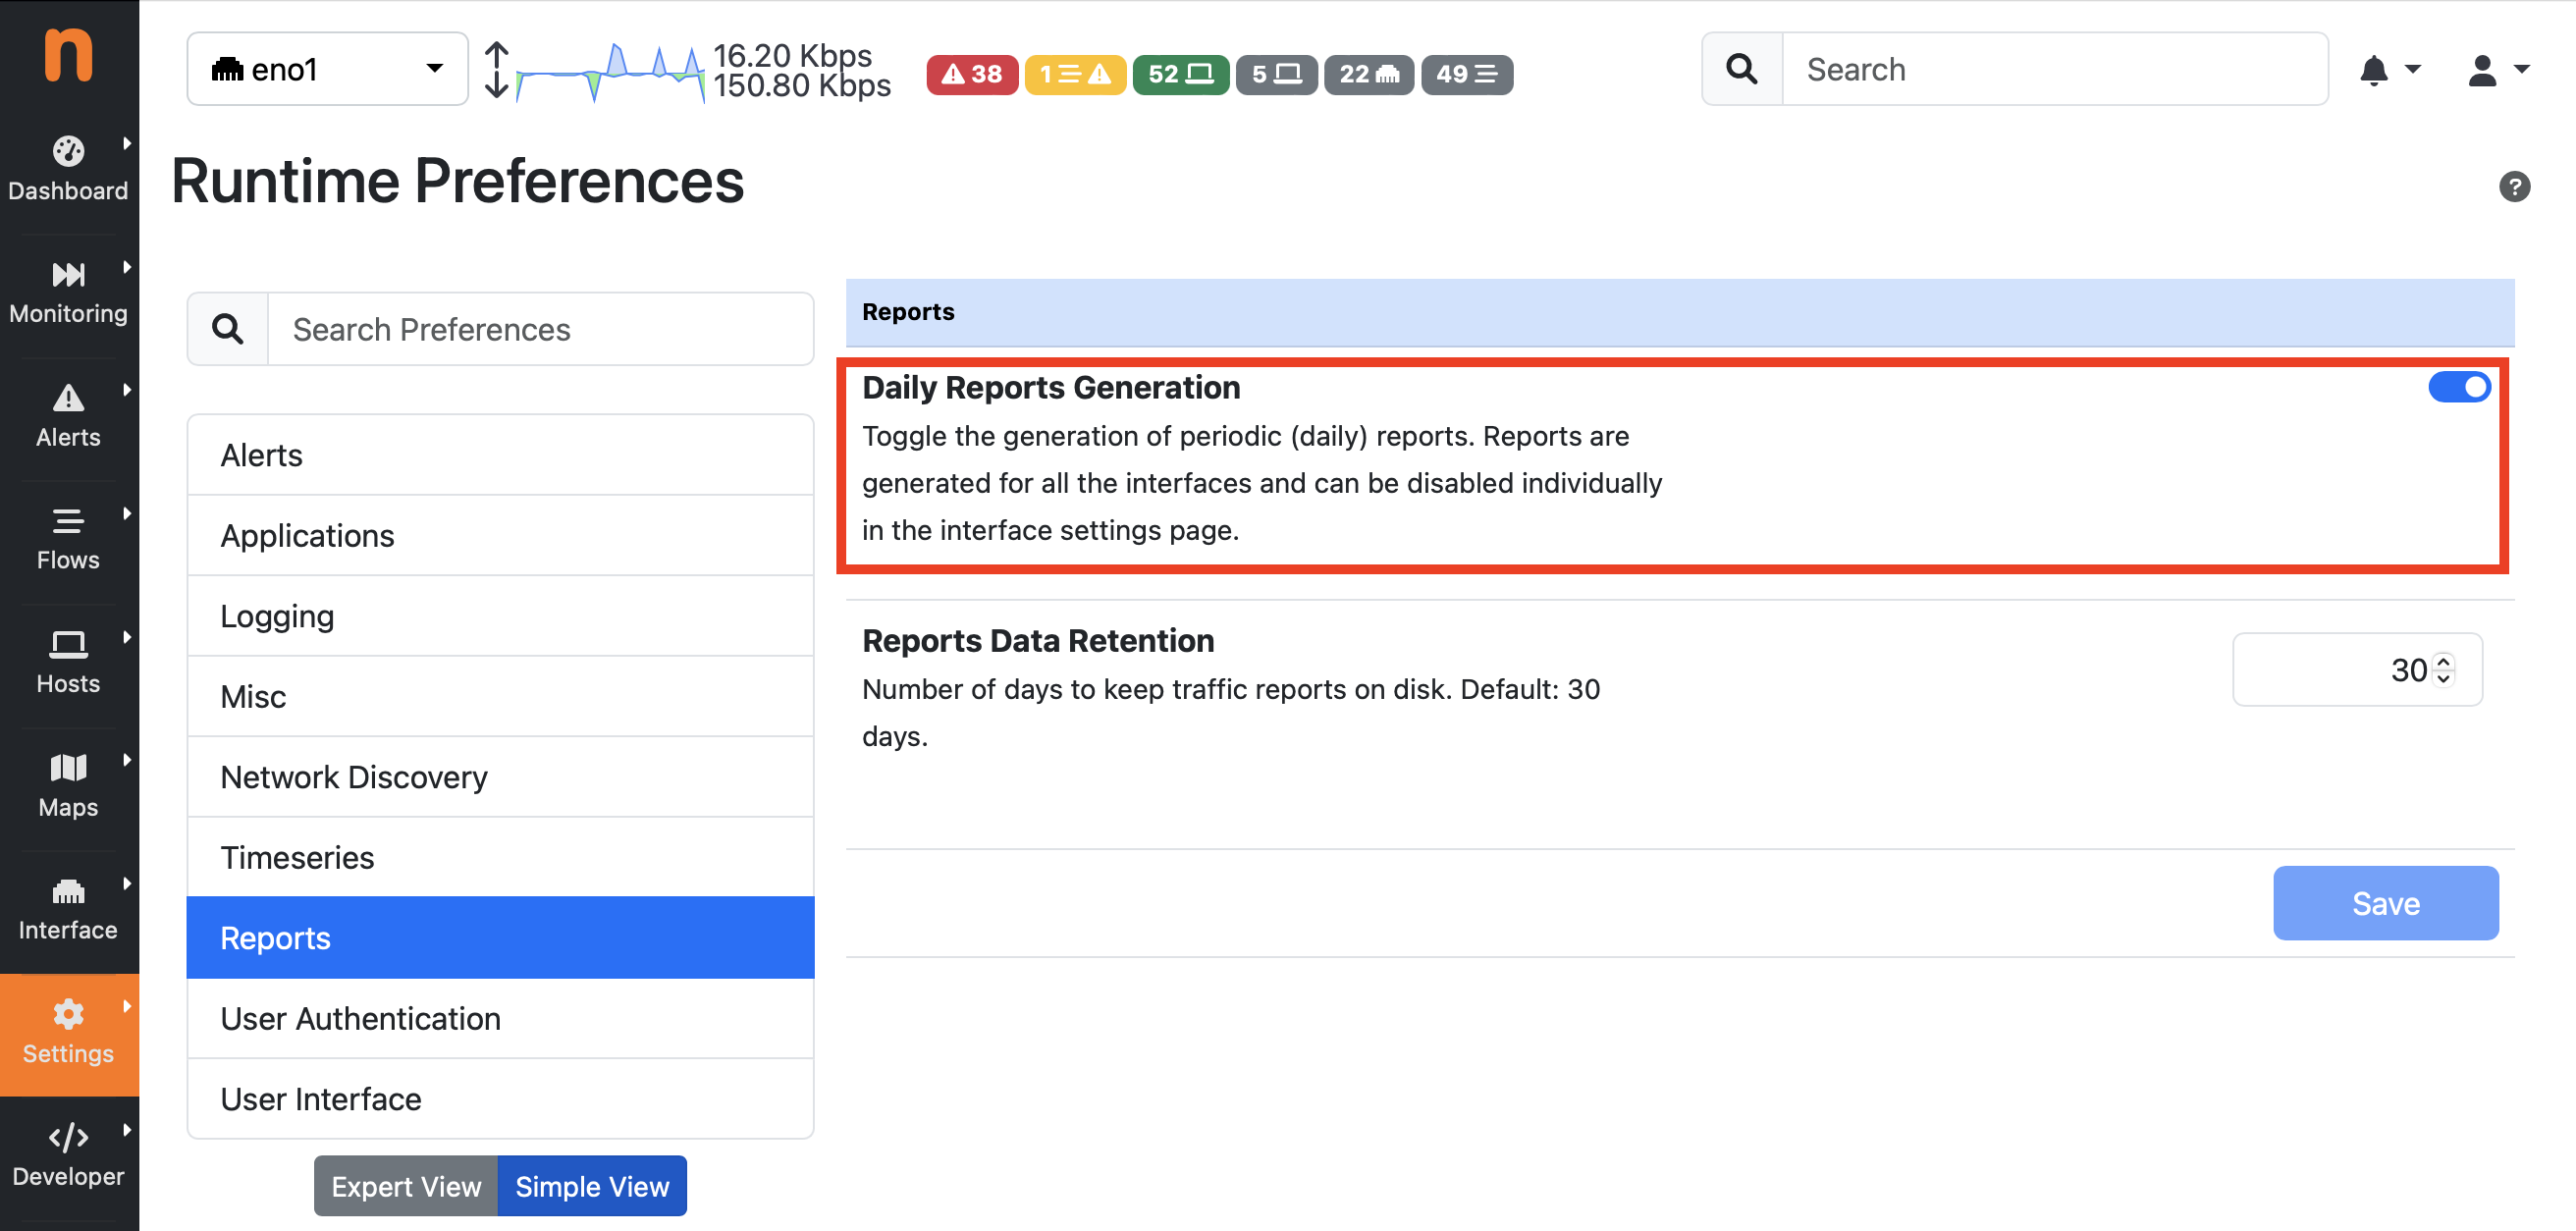 n
eno1
16.20 Kbps
150.80 Kbps
38
1
52
5
22
49
Search
Dashboard
Monitoring
Alerts
Flows
Hosts
Maps
Interface
Settings
Developer
Runtime Preferences
?
Search Preferences
Alerts
Applications
Logging
Misc
Network Discovery
Timeseries
Reports
User Authentication
User Interface
Expert View
Simple View
Reports
Daily Reports Generation
Toggle the generation of periodic (daily) reports. Reports are
generated for all the interfaces and can be disabled individually
in the interface settings page.
Reports Data Retention
Number of days to keep traffic reports on disk. Default: 30
days.
30
Save